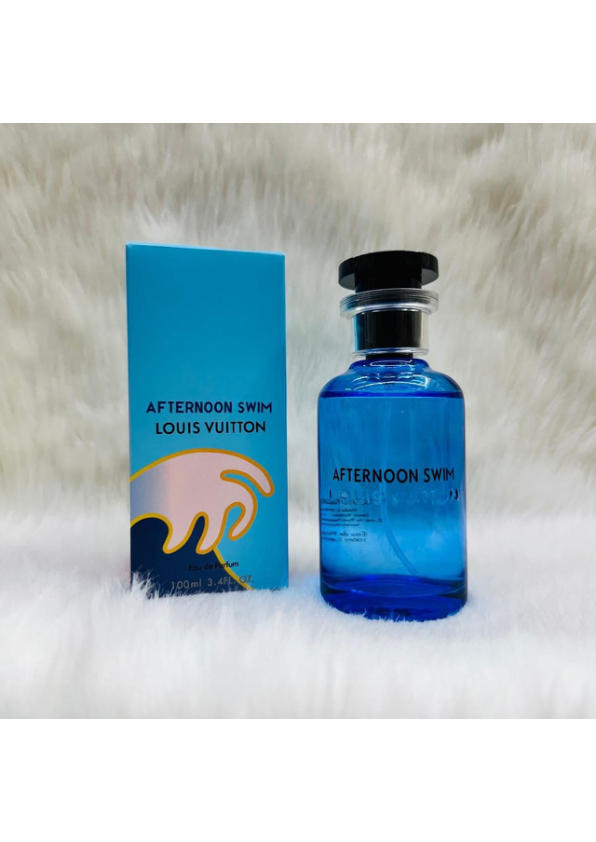 AFTERNOON SWIM
LOUIS VUITTON
Eau de Parfum
100ml 3.4FL. OZ.
AFTERNOON SWIM